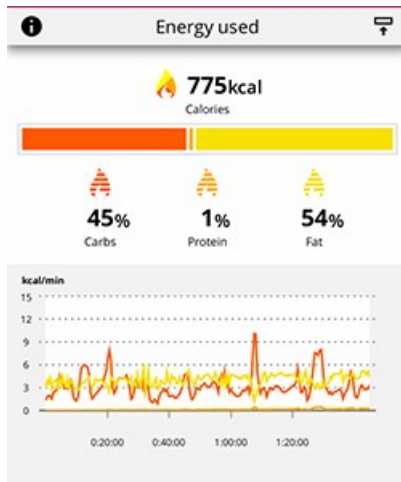 Energy used
775kcal
Calories
45% 1% 54%
Carbs Protein Fat
kcal/min
15
12
9
6
3
0
0:20:00 0:40:00 1:00:00 1:20:00